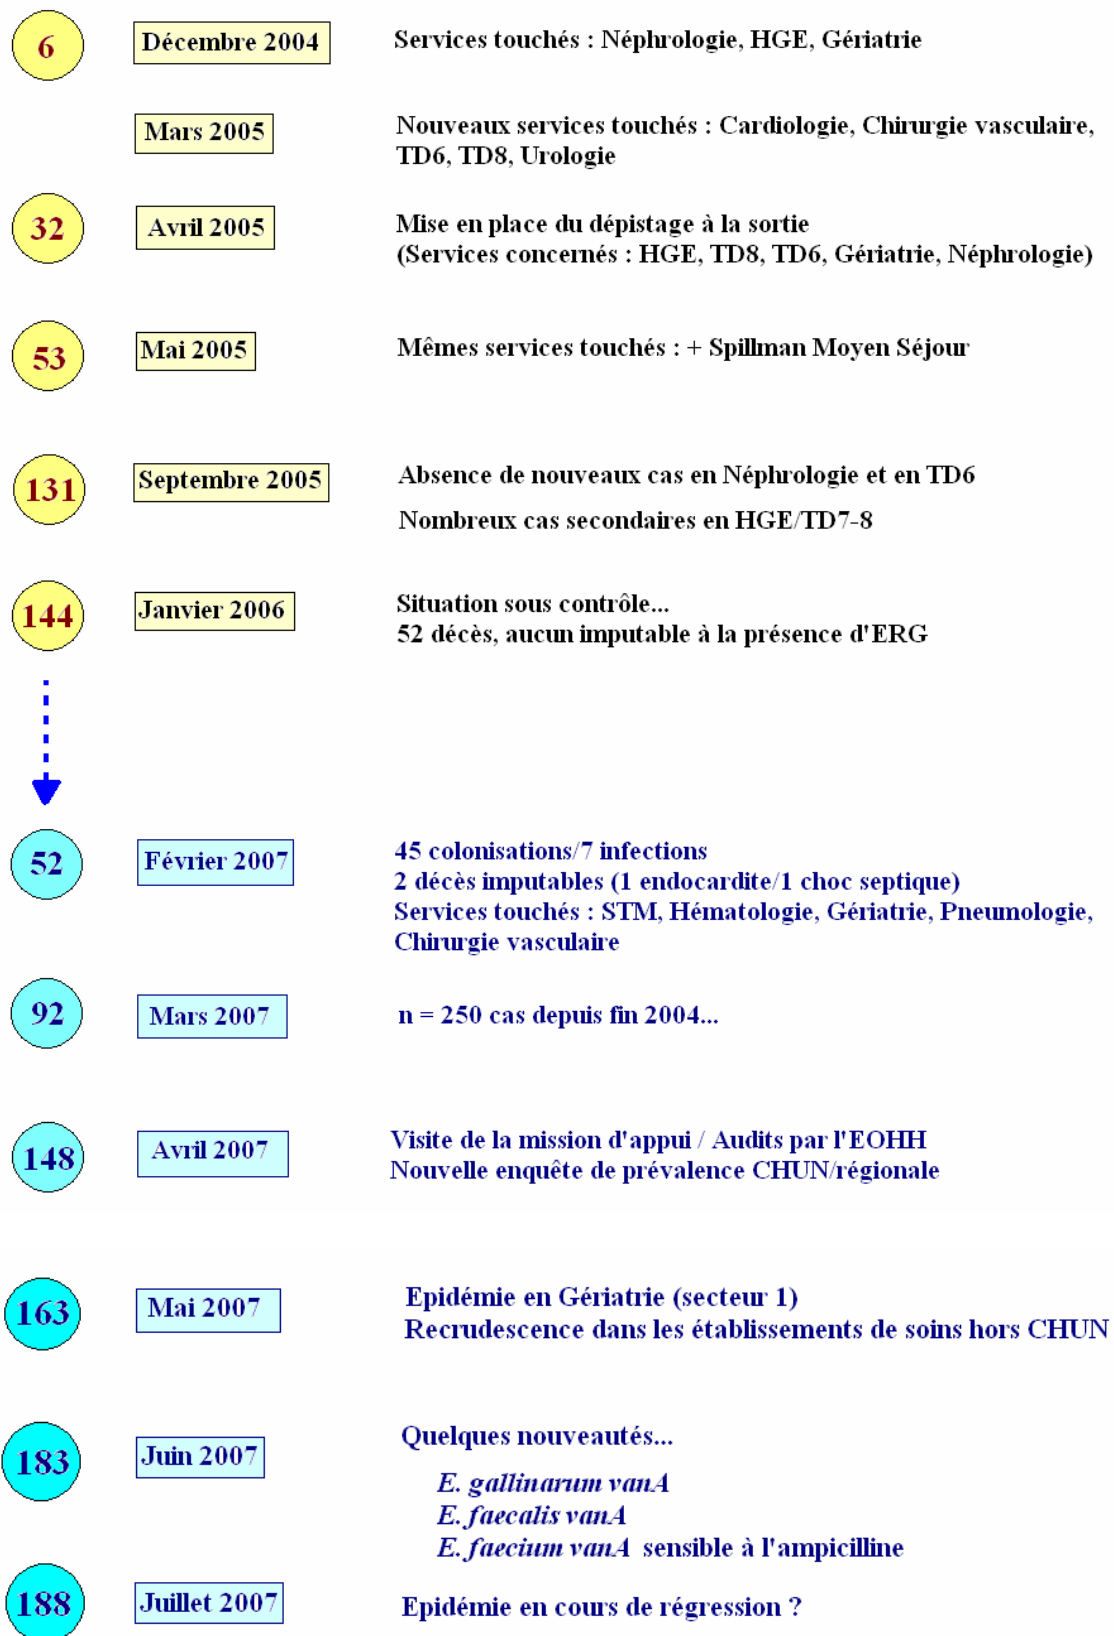 6 Décembre 2004 Services touchés : Néphrologie, HGE, Gériatrie
Mars 2005 Nouveaux services touchés : Cardiologie, Chirurgie vasculaire,
TD6, TD8, Urologie
32 Avril 2005 Mise en place du dépistage à la sortie
(Services concernés : HGE, TD8, TD6, Gériatrie, Néphrologie)
53 Mai 2005 Mêmes services touchés : + Spillman Moyen Séjour
131 Septembre 2005 Absence de nouveaux cas en Néphrologie et en TD6
Nombreux cas secondaires en HGE/TD7-8
144 Janvier 2006 Situation sous contrôle...
52 décès, aucun imputable à la présence d'ERG
52 Février 2007 45 colonisations/7 infections
2 décès imputables (1 endocardite/1 choc septique)
Services touchés : STM, Hématologie, Gériatrie, Pneumologie,
Chirurgie vasculaire
92 Mars 2007 n = 250 cas depuis fin 2004...
148 Avril 2007 Visite de la mission d'appui / Audits par l'EOHH
Nouvelle enquête de prévalence CHUN/régionale
163 Mai 2007 Epidémie en Gériatrie (secteur 1)
Recrudescence dans les établissements de soins hors CHUN
183 Juin 2007 Quelques nouveautés...
E. gallinarum vanA
E. faecalis vanA
E. faecium vanA sensible à l'ampicilline
188 Juillet 2007 Epidémie en cours de régression ?